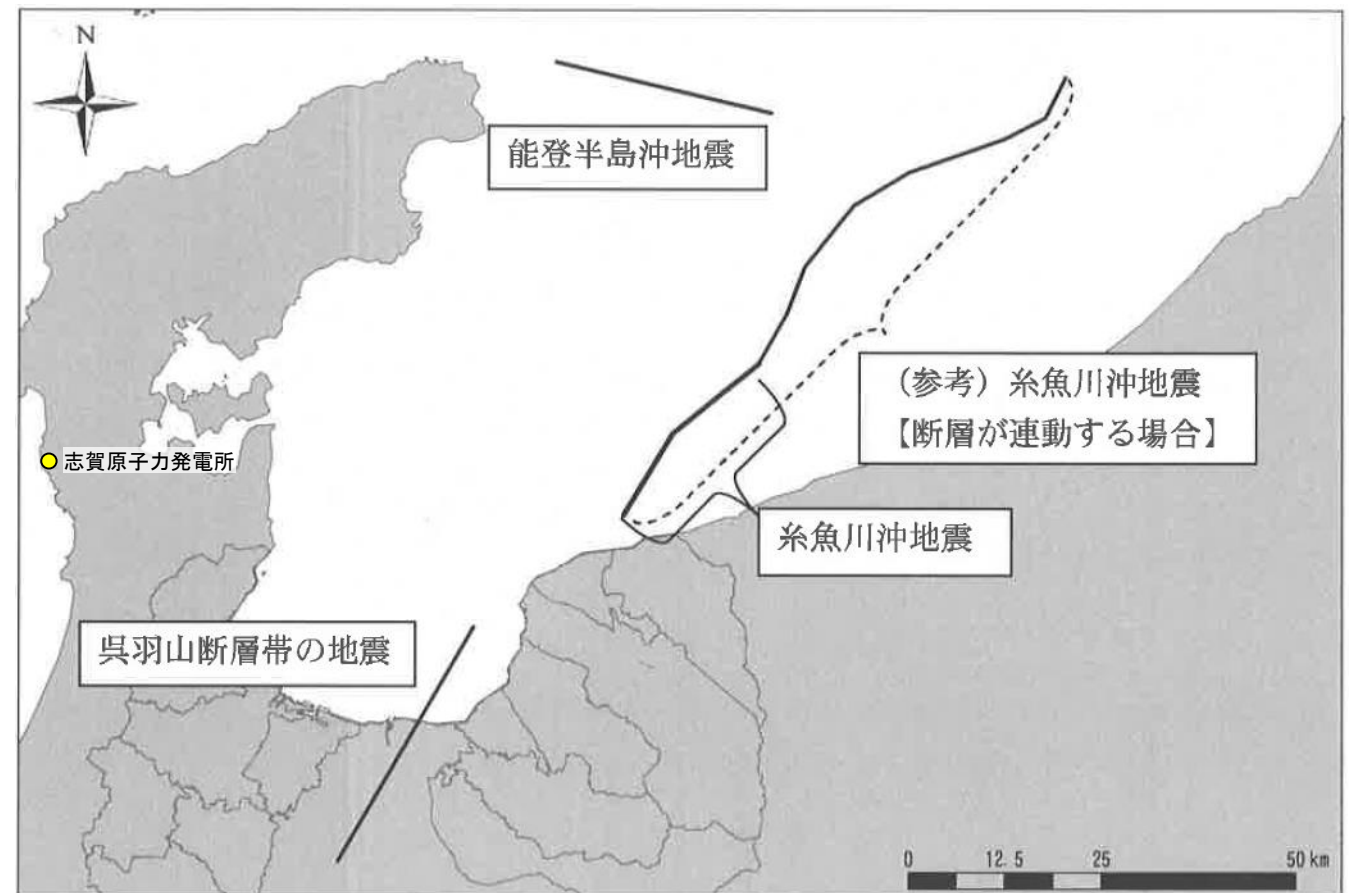 N
能登半島沖地震
(参考) 糸魚川沖地震
【断層が連動する場合】
志賀原子力発電所
糸魚川沖地震
呉羽山断層帯の地震
0 12.5 25 50 km